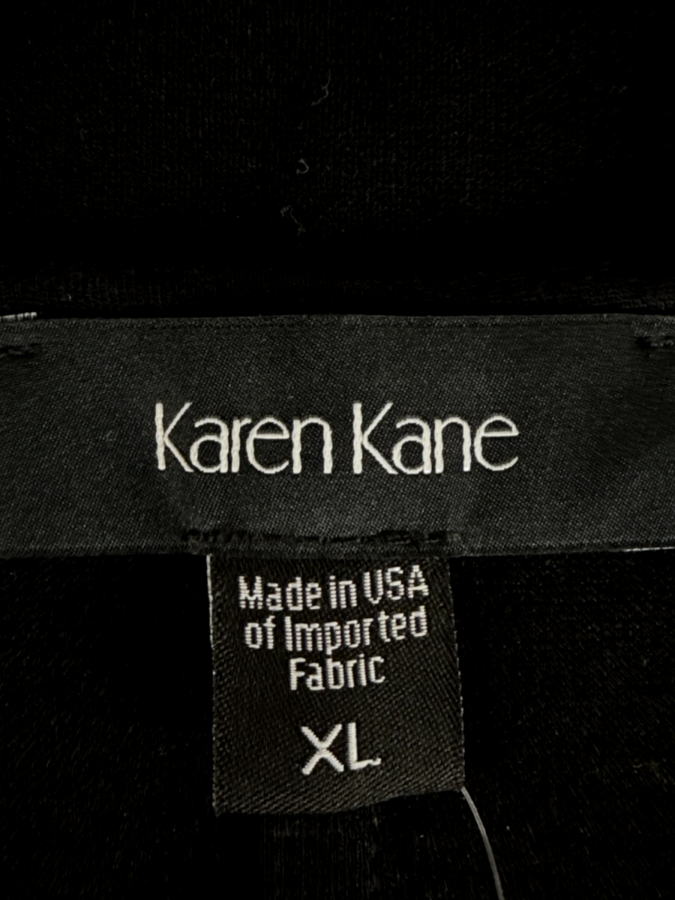 Karen Kane
Made in USA
of Imported
Fabric
XL